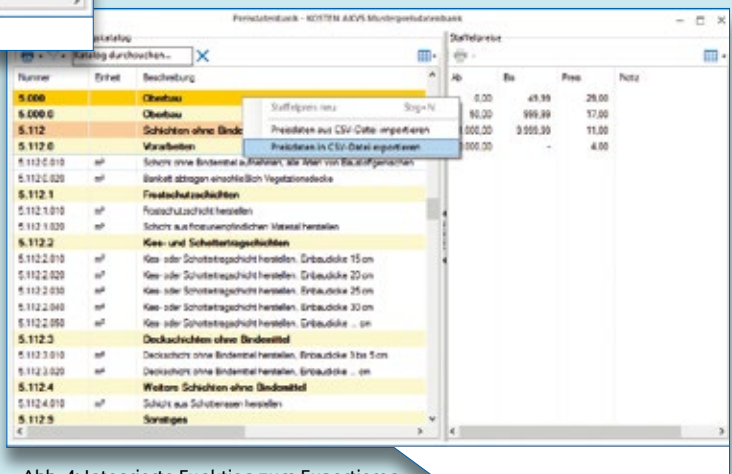 Preisdatenbank - KOSTEN AKVS Musterpreisdatenbank
Staffelpreise
Katalog durchsuchen...
Nummer Einheit Beschreibung
Ab Bis Preis Notiz
5.000 Oberbau
0,00 49,99 29,00
5.000.0 Oberbau
50,00 999,99 17,00
5.112 Schichten ohne Binde
.000,00 9.999,99 11,00
5.112.0 Vorarbeiten
000,00 - 4,00
Staffelpreis neu Strg+N
Preisdaten aus CSV-Datei importieren
Preisdaten in CSV-Datei exportieren
5.112.0.010 m³ Schicht ohne Bindemittel aufnehmen, alle Arten von Baustoffgemischen
5.112.0.020 m² Bankett abtragen einschließlich Vegetationsdecke
5.112.1 Frostschutzschichten
5.112.1.010 m³ Frostschutzschicht herstellen
5.112.1.020 m³ Schicht aus frostunempfindlichen Material herstellen
5.112.2 Kies- und Schottertragschichten
5.112.2.010 m² Kies- oder Schottertragschicht herstellen, Einbaudicke 15 cm
5.112.2.020 m² Kies- oder Schottertragschicht herstellen, Einbaudicke 20 cm
5.112.2.030 m² Kies- oder Schottertragschicht herstellen, Einbaudicke 25 cm
5.112.2.040 m² Kies- oder Schottertragschicht herstellen, Einbaudicke 30 cm
5.112.2.050 m² Kies- oder Schottertragschicht herstellen, Einbaudicke ... cm
5.112.3 Deckschichten ohne Bindemittel
5.112.3.010 m² Deckschicht ohne Bindemittel herstellen, Einbaudicke 3 bis 5 cm
5.112.3.020 m² Deckschicht ohne Bindemittel herstellen, Einbaudicke ... cm
5.112.4 Weitere Schichten ohne Bindemittel
5.112.4.010 m² Schicht aus Schotterrasen herstellen
5.112.9 Sonstiges